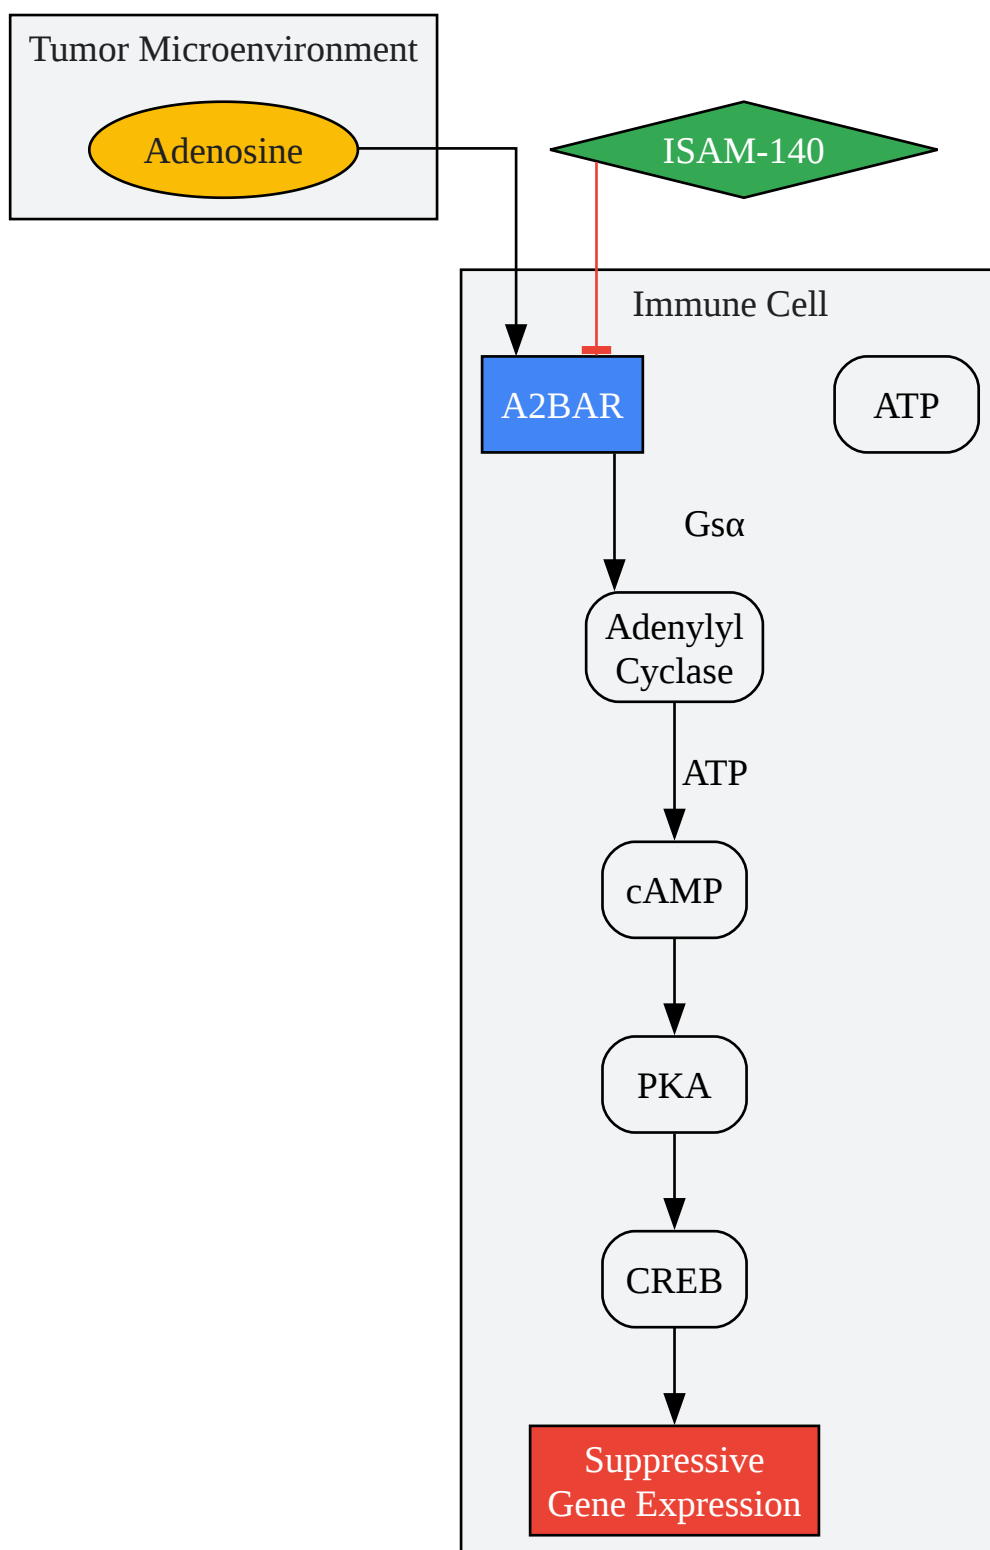 Tumor Microenvironment
Adenosine
ISAM-140
Immune Cell
A2BAR
ATP
Gsα
Adenylyl
Cyclase
ATP
cAMP
PKA
CREB
Suppressive
Gene Expression